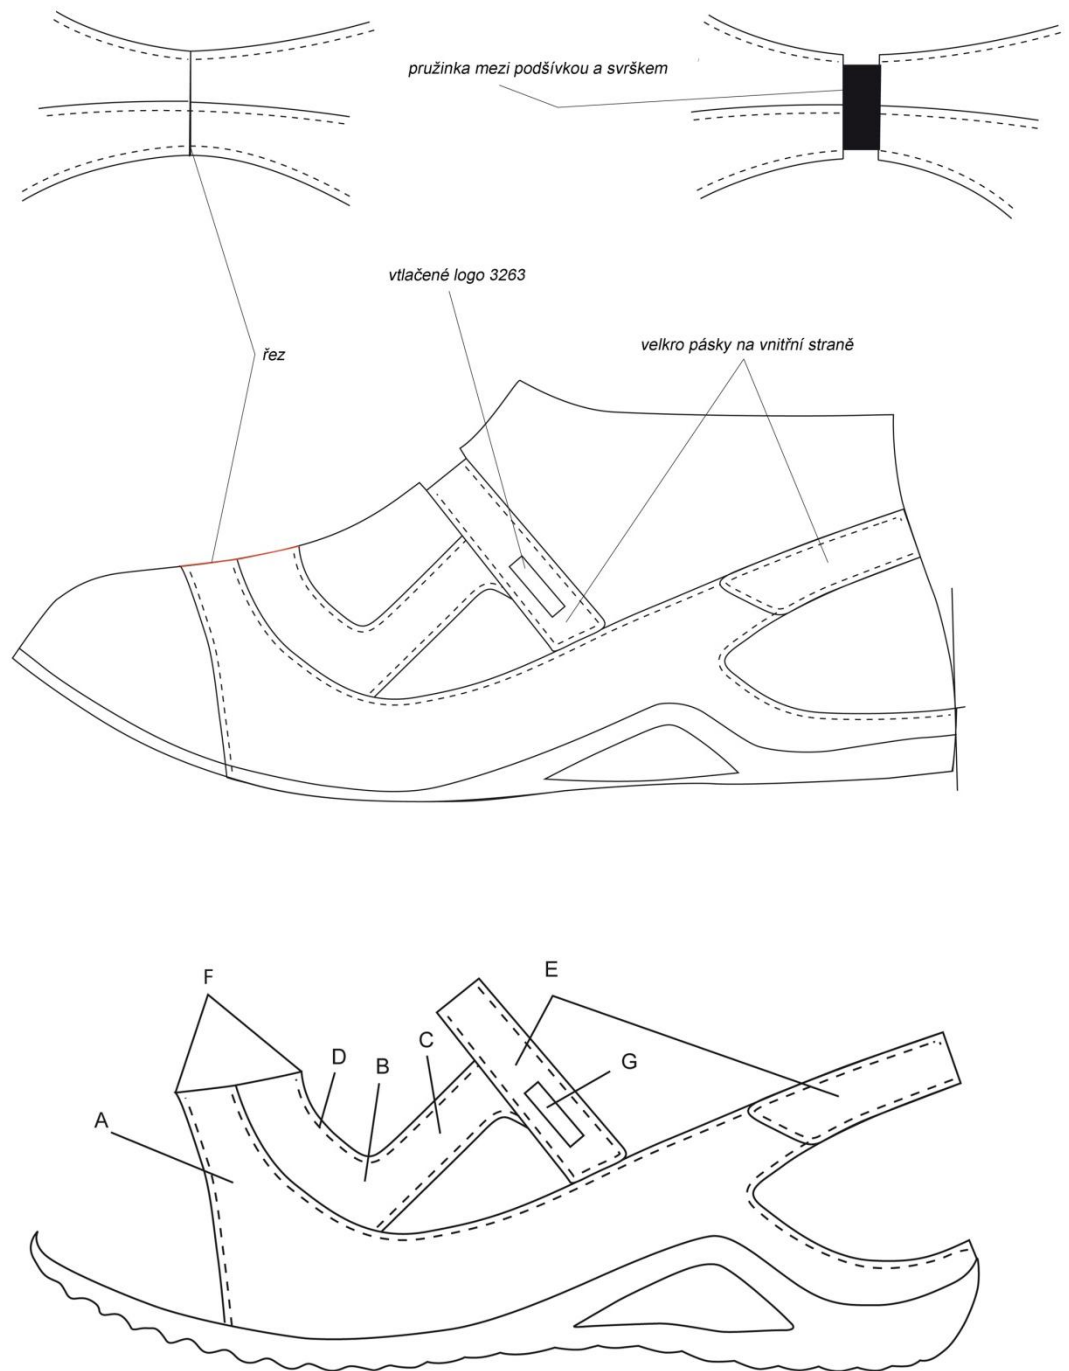 pružinka mezi podšívkou a svrškem
vtlačené logo 3263
řez
velkro pásky na vnitřní straně
F
E
D
B
C
G
A